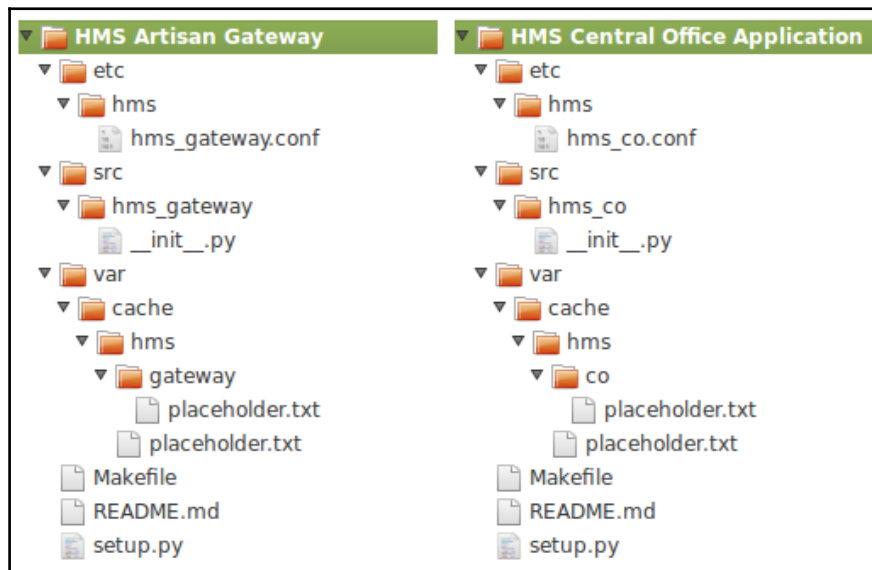 HMS Artisan Gateway
etc
hms
hms_gateway.conf
src
hms_gateway
__init__.py
var
cache
hms
gateway
placeholder.txt
placeholder.txt
Makefile
README.md
setup.py
HMS Central Office Application
etc
hms
hms_co.conf
src
hms_co
__init__.py
var
cache
hms
co
placeholder.txt
placeholder.txt
Makefile
README.md
setup.py